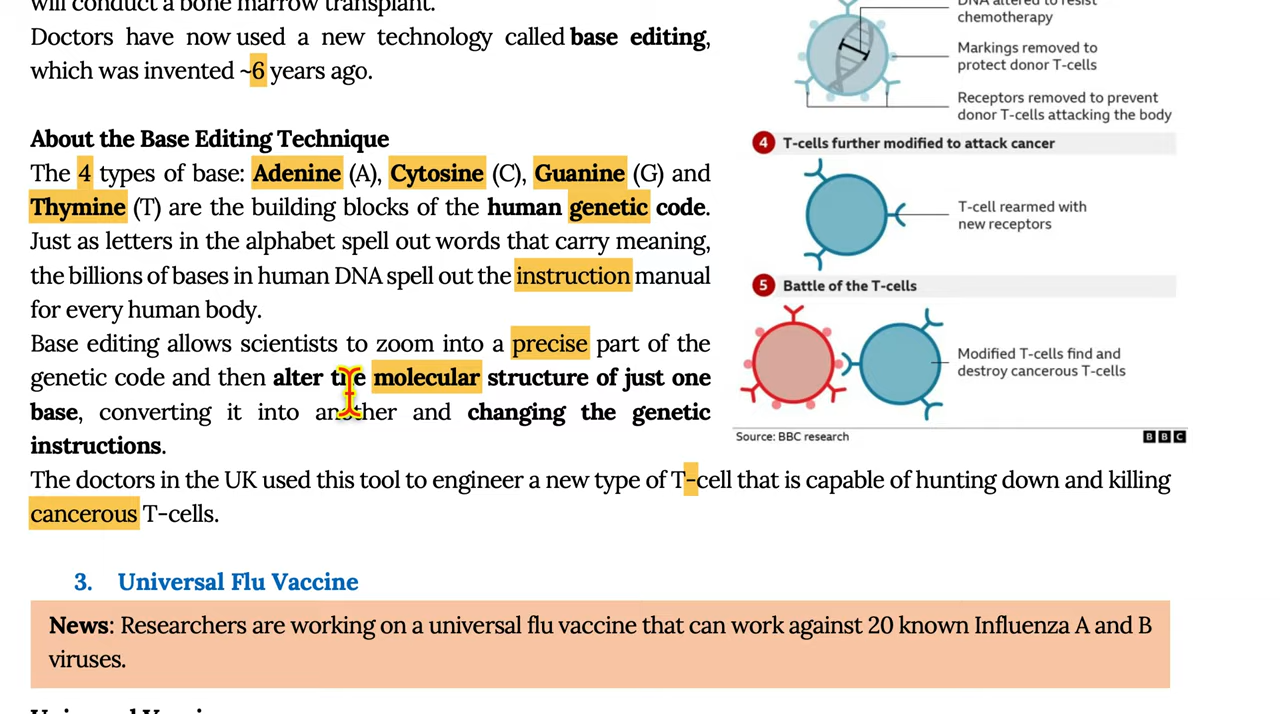 will conduct a bone marrow transplant.
Doctors have now used a new technology called base editing,
which was invented ~6 years ago.
About the Base Editing Technique
The 4 types of base: Adenine (A), Cytosine (C), Guanine (G) and
Thymine (T) are the building blocks of the human genetic code.
Just as letters in the alphabet spell out words that carry meaning,
the billions of bases in human DNA spell out the instruction manual
for every human body.
Base editing allows scientists to zoom into a precise part of the
genetic code and then alter the molecular structure of just one
base, converting it into another and changing the genetic
instructions.
The doctors in the UK used this tool to engineer a new type of T-cell that is capable of hunting down and killing
cancerous T-cells.
DNA altered to resist
chemotherapy
Markings removed to
protect donor T-cells
Receptors removed to prevent
donor T-cells attacking the body
4 T-cells further modified to attack cancer
T-cell rearmed with
new receptors
5 Battle of the T-cells
Modified T-cells find and
destroy cancerous T-cells
Source: BBC research
BBC
3. Universal Flu Vaccine
News: Researchers are working on a universal flu vaccine that can work against 20 known Influenza A and B
viruses.